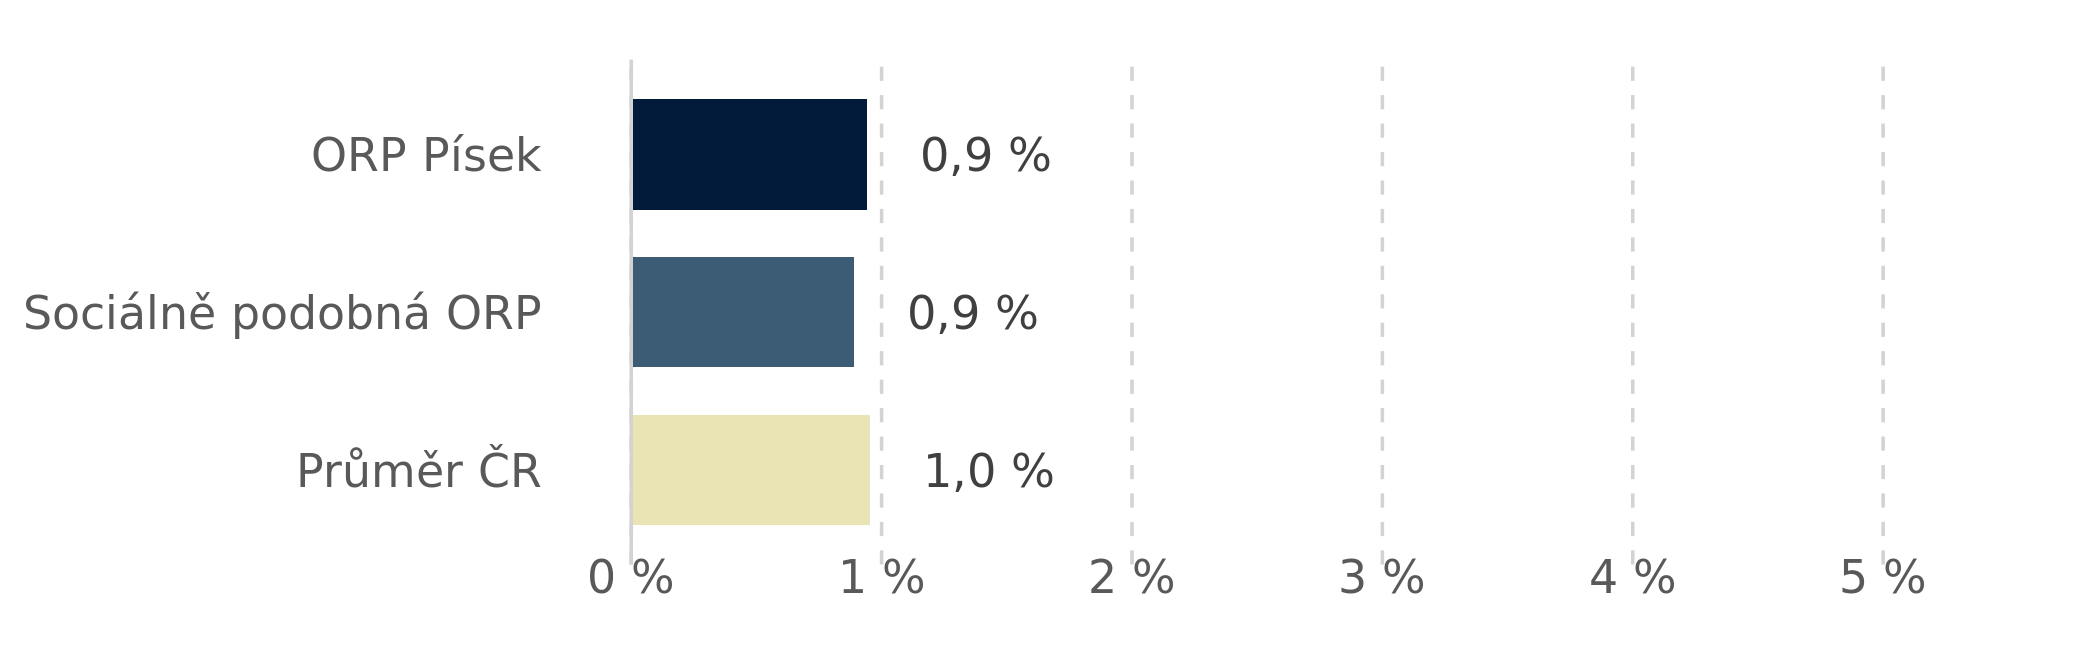 ORP Písek 0,9 %
Sociálně podobná ORP 0,9 %
Průměr ČR 1,0 %
0 % 1 % 2 % 3 % 4 % 5 %